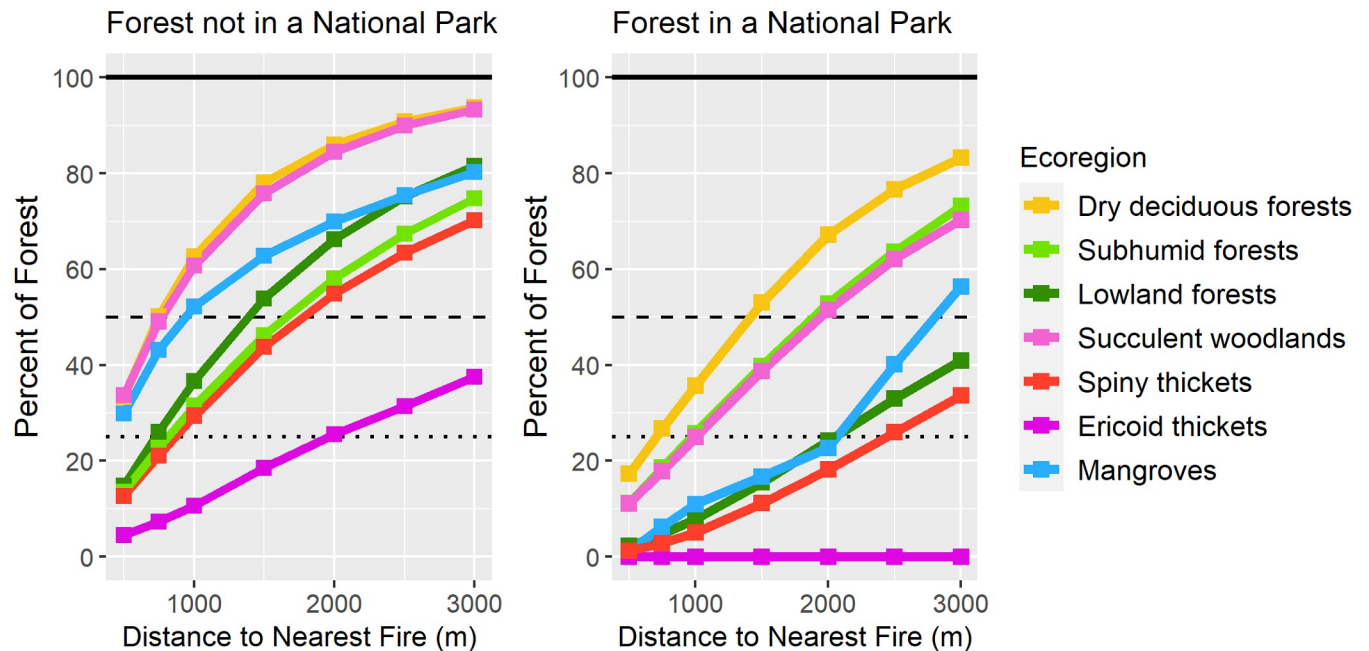 Forest not in a National Park
Forest in a National Park
Percent of Forest
100
80
60
40
20
0
1000 2000 3000
Distance to Nearest Fire (m)
Percent of Forest
100
80
60
40
20
0
1000 2000 3000
Distance to Nearest Fire (m)
Ecoregion
Dry deciduous forests
Subhumid forests
Lowland forests
Succulent woodlands
Spiny thickets
Ericoid thickets
Mangroves